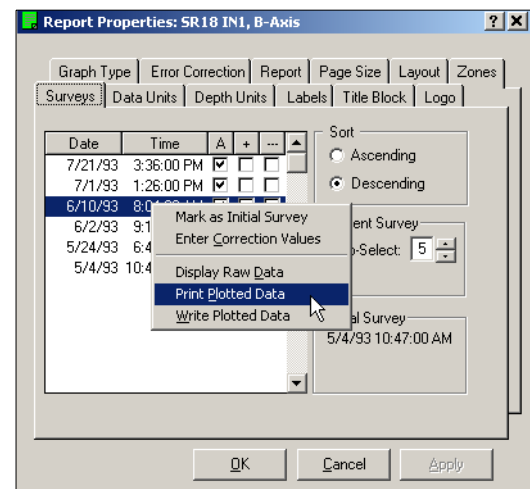 Report Properties: SR18 IN1, B-Axis
Graph Type Error Correction Report Page Size Layout Zones
Surveys Data Units Depth Units Labels Title Block Logo
Date Time A + ---
7/21/93 3:36:00 PM
7/1/93 1:26:00 PM
6/10/93
6/2/93
5/24/93
5/4/93
Mark as Initial Survey
Enter Correction Values
Display Raw Data
Print Plotted Data
Write Plotted Data
Sort
Ascending
Descending
Survey
-Select: 5
Survey
5/4/93 10:47:00 AM
OK Cancel Apply